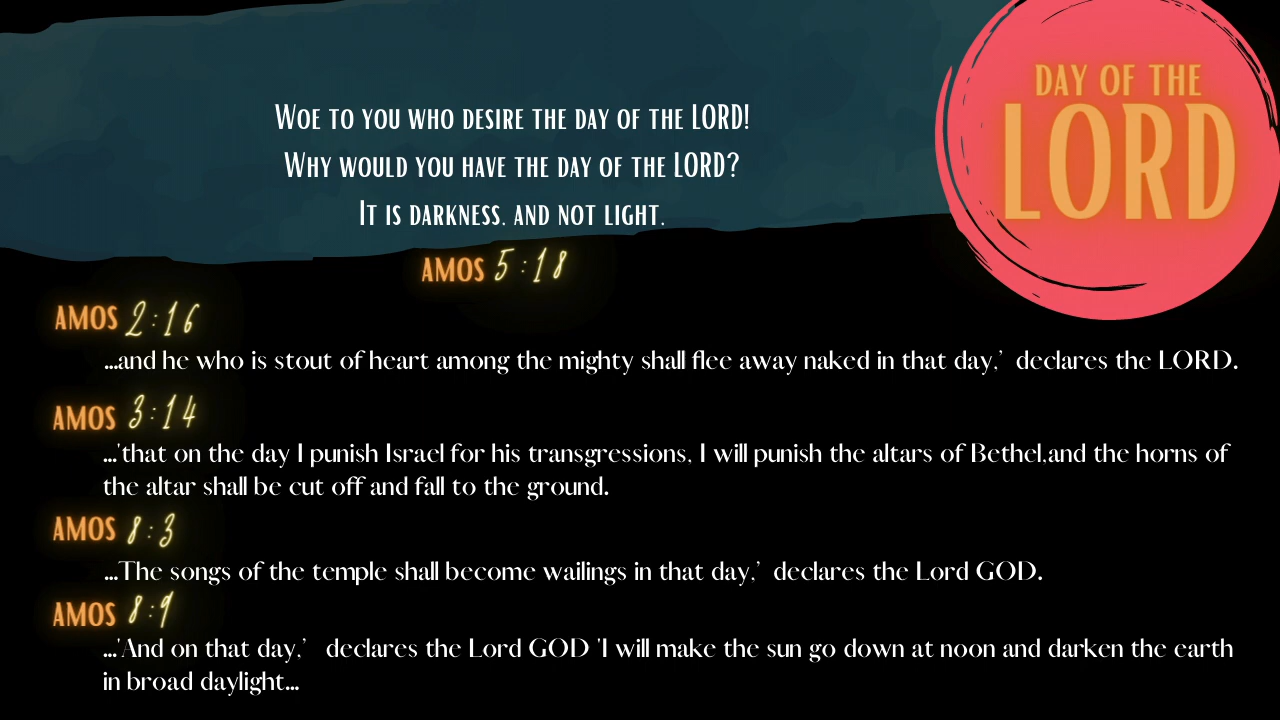 DAY OF THE
LORD
WOE TO YOU WHO DESIRE THE DAY OF THE LORD!
WHY WOULD YOU HAVE THE DAY OF THE LORD?
IT IS DARKNESS, AND NOT LIGHT.
AMOS 5:18
AMOS 2:16
...and he who is stout of heart among the mighty shall flee away naked in that day,' declares the LORD.
AMOS 3:14
...'that on the day I punish Israel for his transgressions, I will punish the altars of Bethel,and the horns of
the altar shall be cut off and fall to the ground.
AMOS 8:3
...The songs of the temple shall become wailings in that day,' declares the Lord GOD.
AMOS 8:9
...'And on that day,' declares the Lord GOD 'I will make the sun go down at noon and darken the earth
in broad daylight...